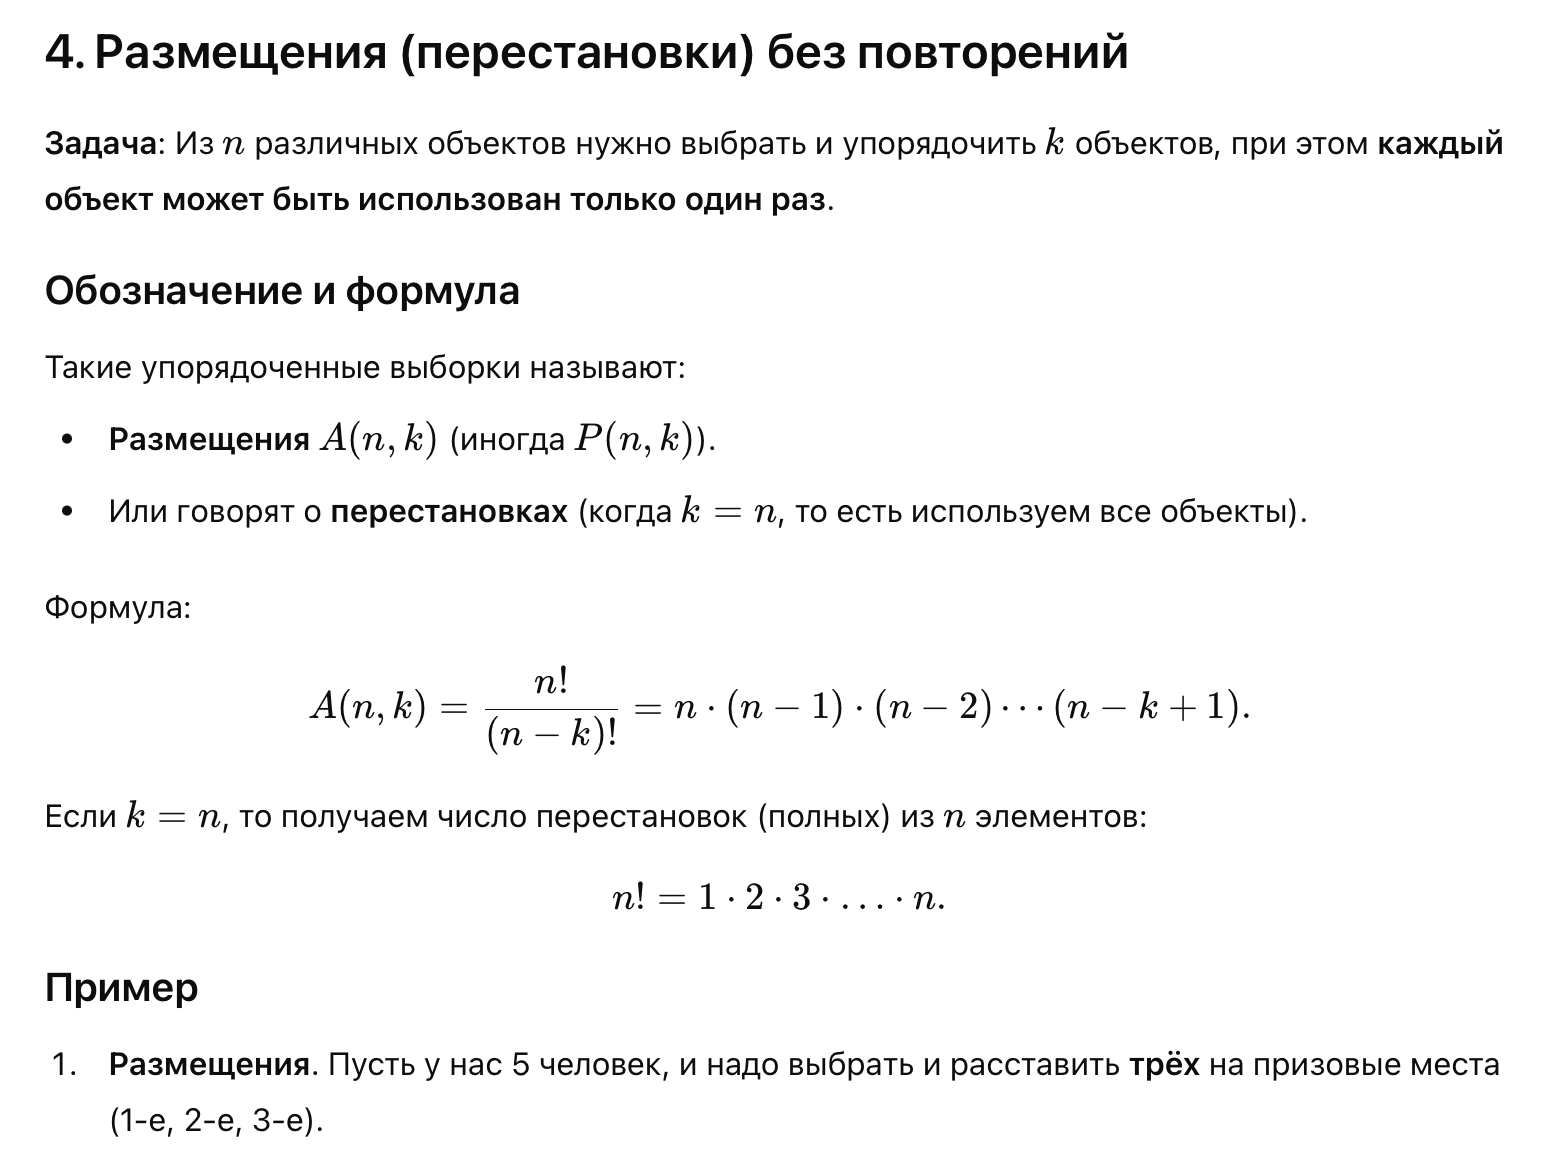 4. Размещения (перестановки) без повторений
Задача: Из n различных объектов нужно выбрать и упорядочить k объектов, при этом каждый
объект может быть использован только один раз.
Обозначение и формула
Такие упорядоченные выборки называют:
• Размещения A(n, k) (иногда P(n, k)).
• Или говорят о перестановках (когда k = n, то есть используем все объекты).
Формула:
A(n, k) = n! / (n − k)! = n · (n − 1) · (n − 2) · · · (n − k + 1).
Если k = n, то получаем число перестановок (полных) из n элементов:
n! = 1 · 2 · 3 · . . . · n.
Пример
1. Размещения. Пусть у нас 5 человек, и надо выбрать и расставить трёх на призовые места
(1-е, 2-е, 3-е).